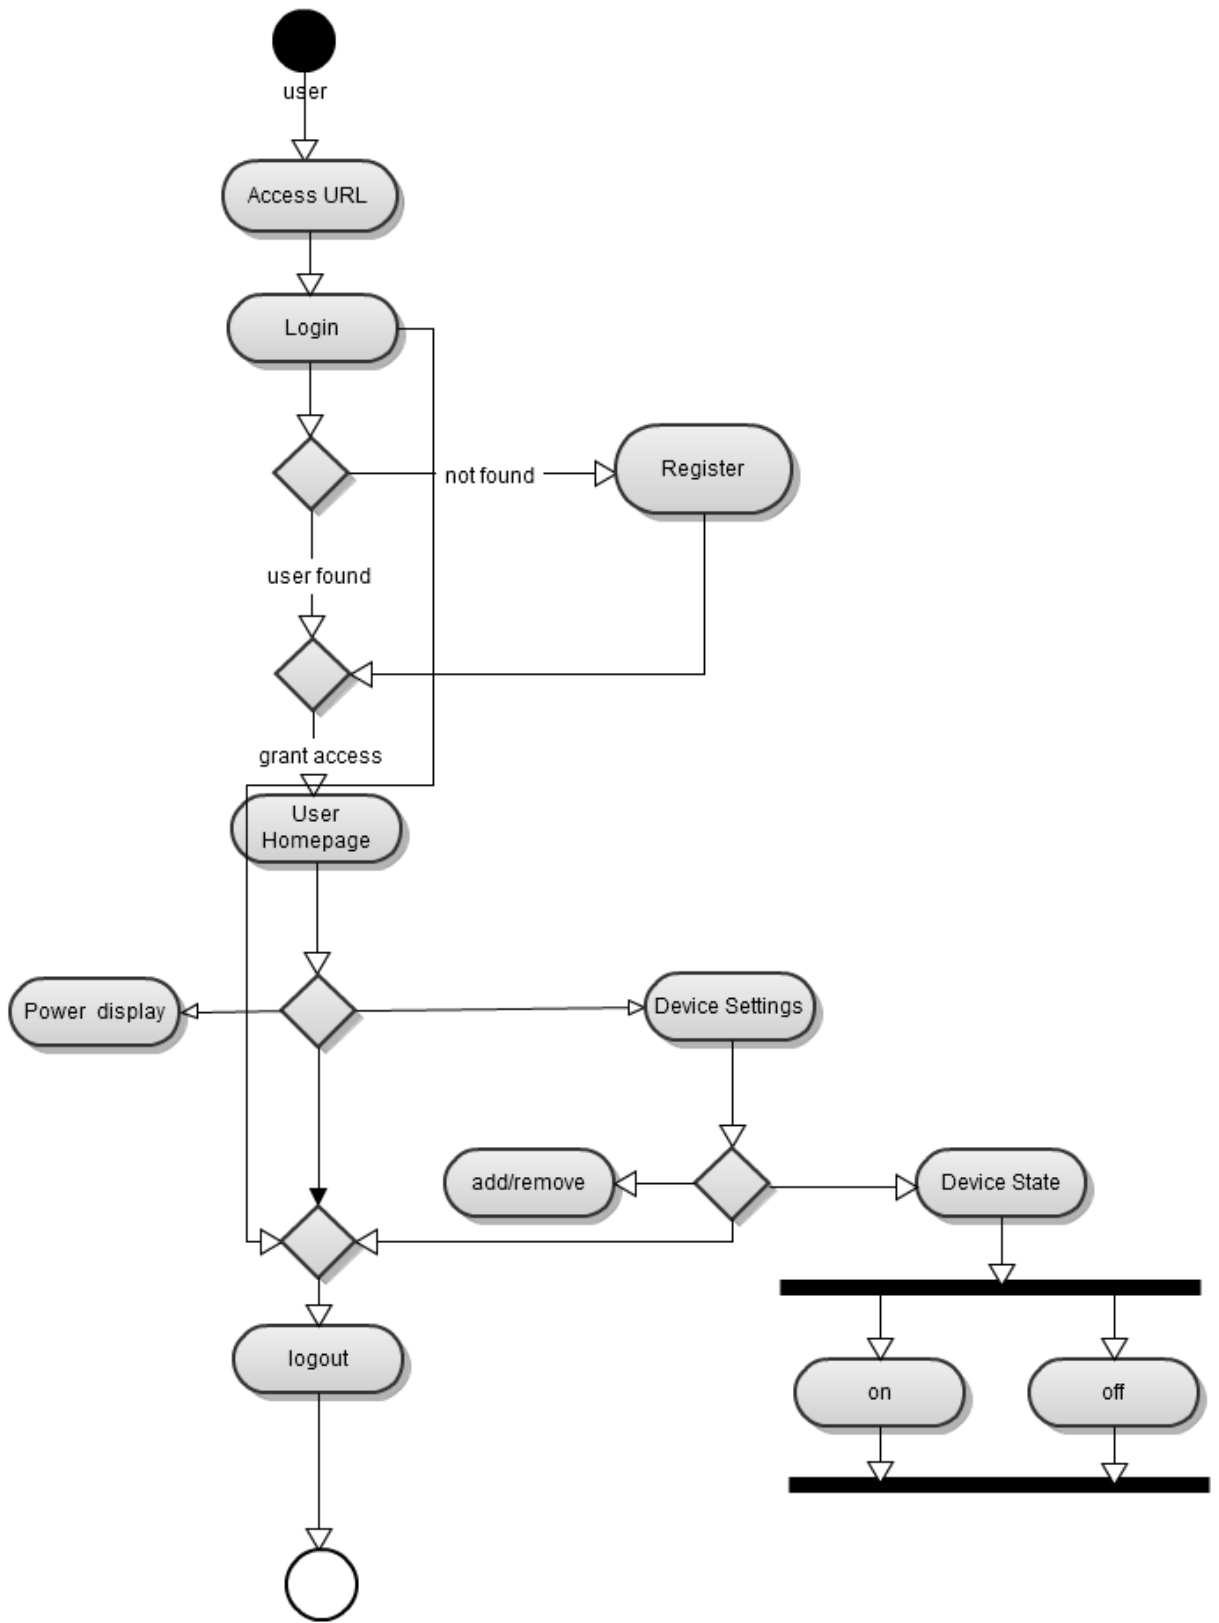 user
Access URL
Login
not found
Register
user found
grant access
User
Homepage
Power display
Device Settings
add/remove
Device State
logout
on
off